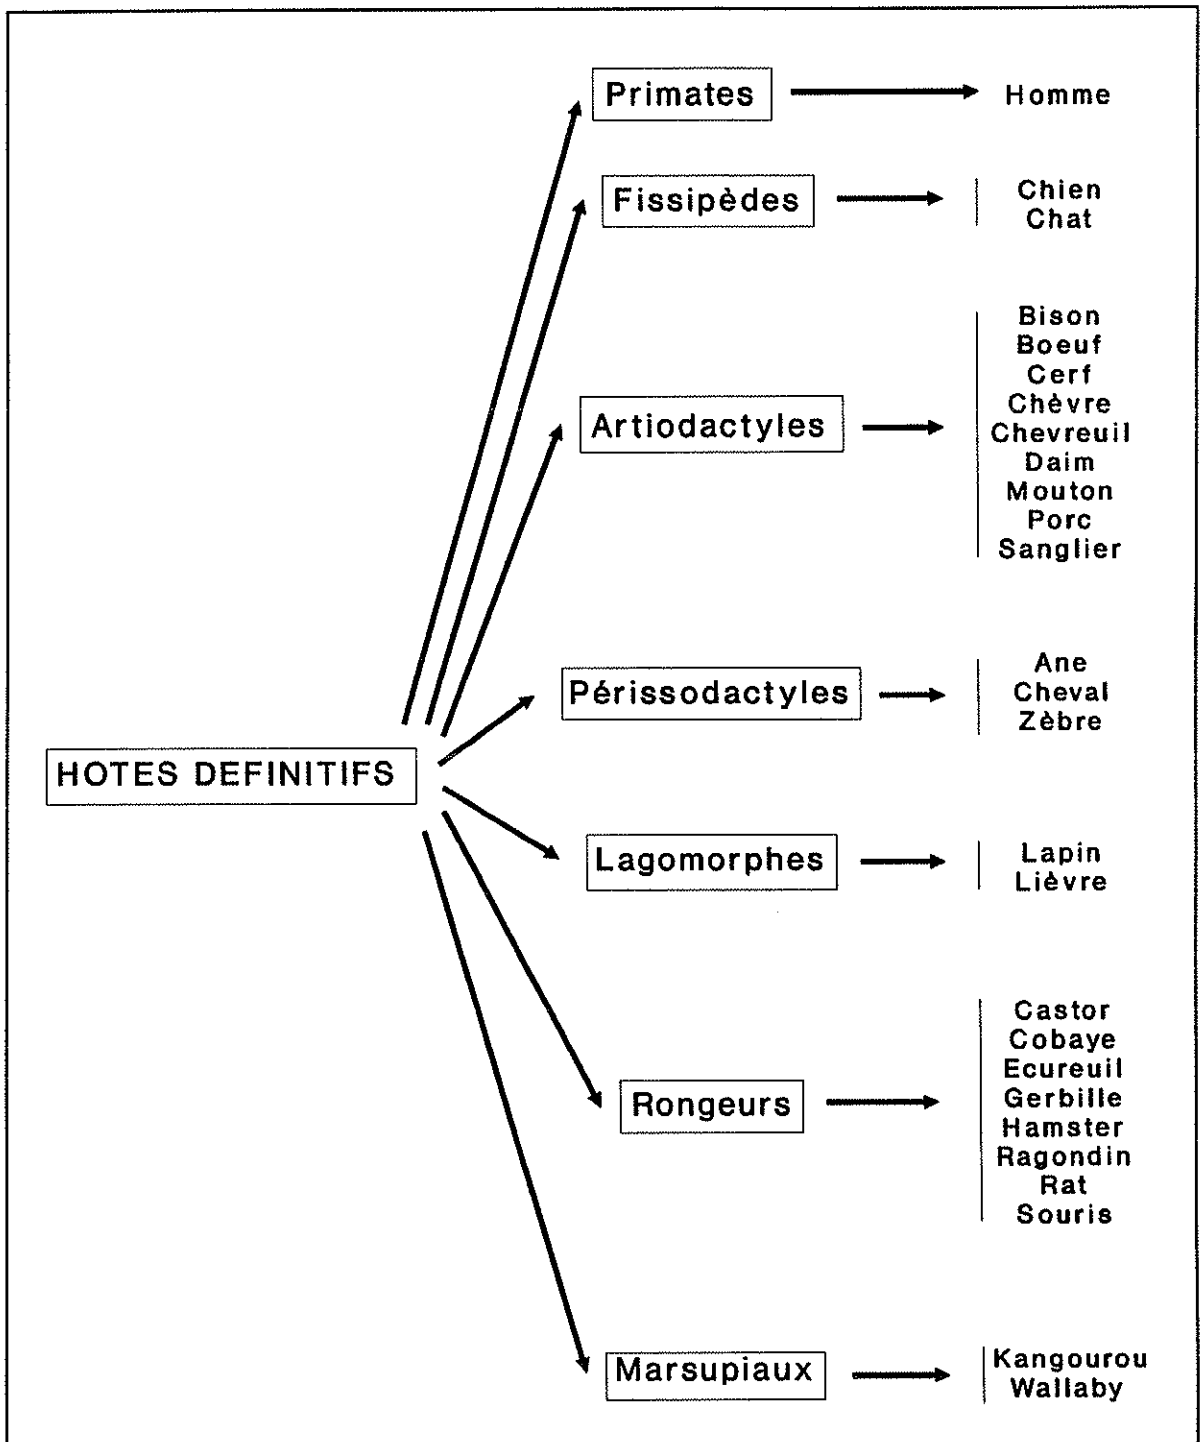 Primates
Homme
Fissipèdes
Chien
Chat
Artiodactyles
Bison
Boeuf
Cerf
Chèvre
Chevreuil
Daim
Mouton
Porc
Sanglier
Périssodactyles
Ane
Cheval
Zèbre
HOTES DEFINITIFS
Lagomorphes
Lapin
Lièvre
Rongeurs
Castor
Cobaye
Ecureuil
Gerbille
Hamster
Ragondin
Rat
Souris
Marsupiaux
Kangourou
Wallaby